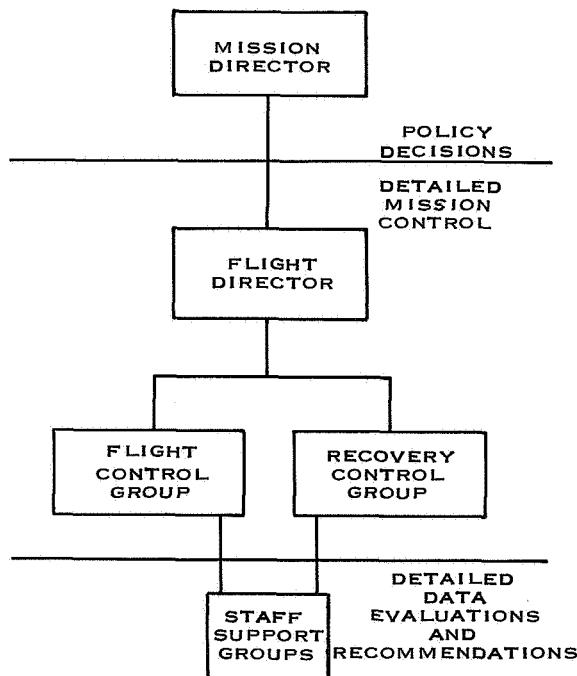 MISSION
DIRECTOR
POLICY
DECISIONS
DETAILED
MISSION
CONTROL
FLIGHT
DIRECTOR
FLIGHT
CONTROL
GROUP
RECOVERY
CONTROL
GROUP
DETAILED
DATA
EVALUATIONS
AND
RECOMMENDATIONS
STAFF
SUPPORT
GROUPS